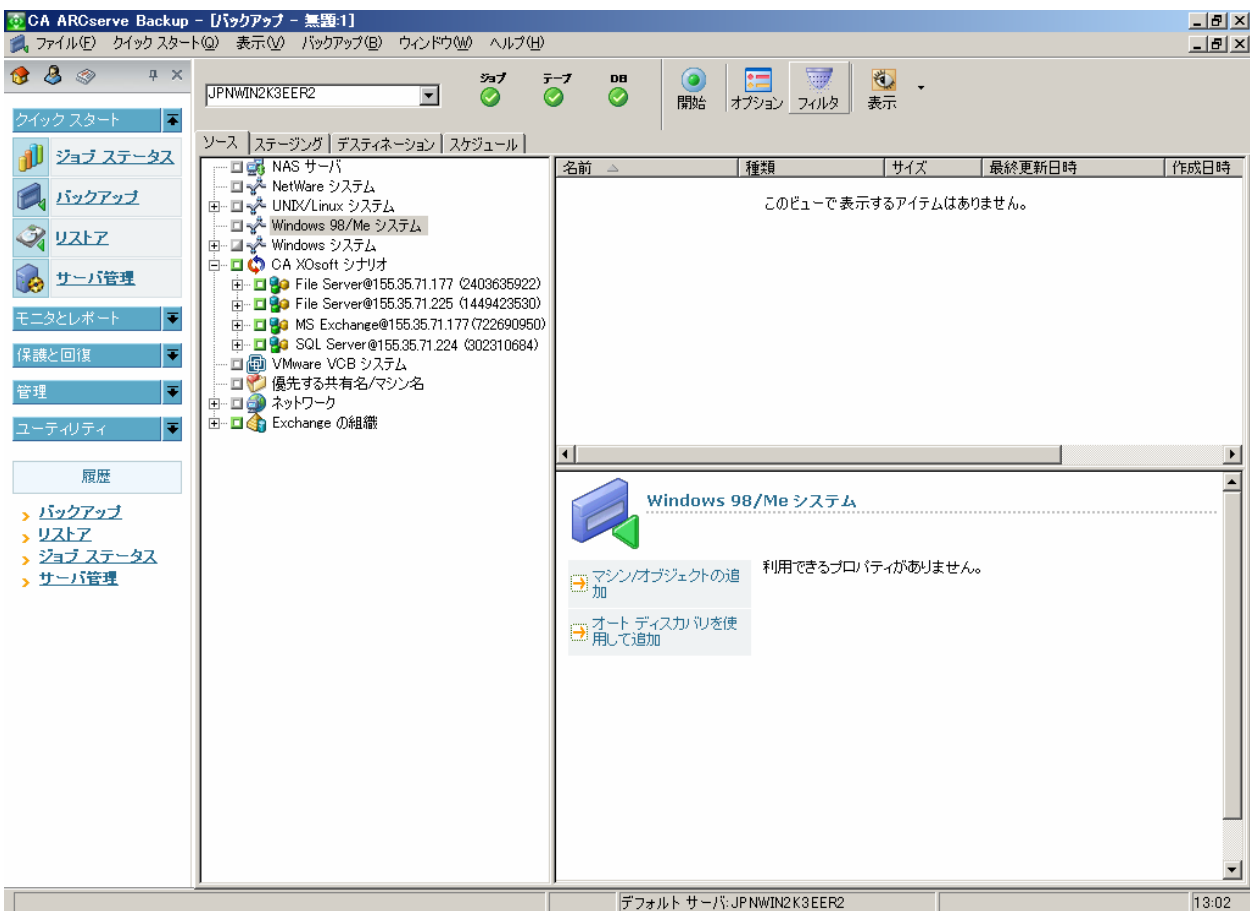 CA ARCserve Backup - [バックアップ - 無題:1]
ファイル(F) クイック スタート(Q) 表示(V) バックアップ(B) ウィンドウ(W) ヘルプ(H)
JPNWIN2K3EER2
ジョブ テープ DB
開始 オプション フィルタ 表示
クイック スタート
ジョブ ステータス
バックアップ
リストア
サーバ管理
モニタとレポート
保護と回復
管理
ユーティリティ
履歴
バックアップ
リストア
ジョブ ステータス
サーバ管理
ソース ステージング デスティネーション スケジュール
NAS サーバ
NetWare システム
UNIX/Linux システム
Windows 98/Me システム
Windows システム
CA XOsoft シナリオ
File Server@155.35.71.177 (2403635922)
File Server@155.35.71.225 (1449423530)
MS Exchange@155.35.71.177 (722690950)
SQL Server@155.35.71.224 (302310684)
VMware VCB システム
優先する共有名/マシン名
ネットワーク
Exchange の組織
名前 種類 サイズ 最終更新日時 作成日時
このビューで表示するアイテムはありません。
Windows 98/Me システム
マシン/オブジェクトの追
加
オート ディスカバリを使
用して追加
利用できるプロパティがありません。
デフォルト サーバ: JPNWIN2K3EER2
13:02